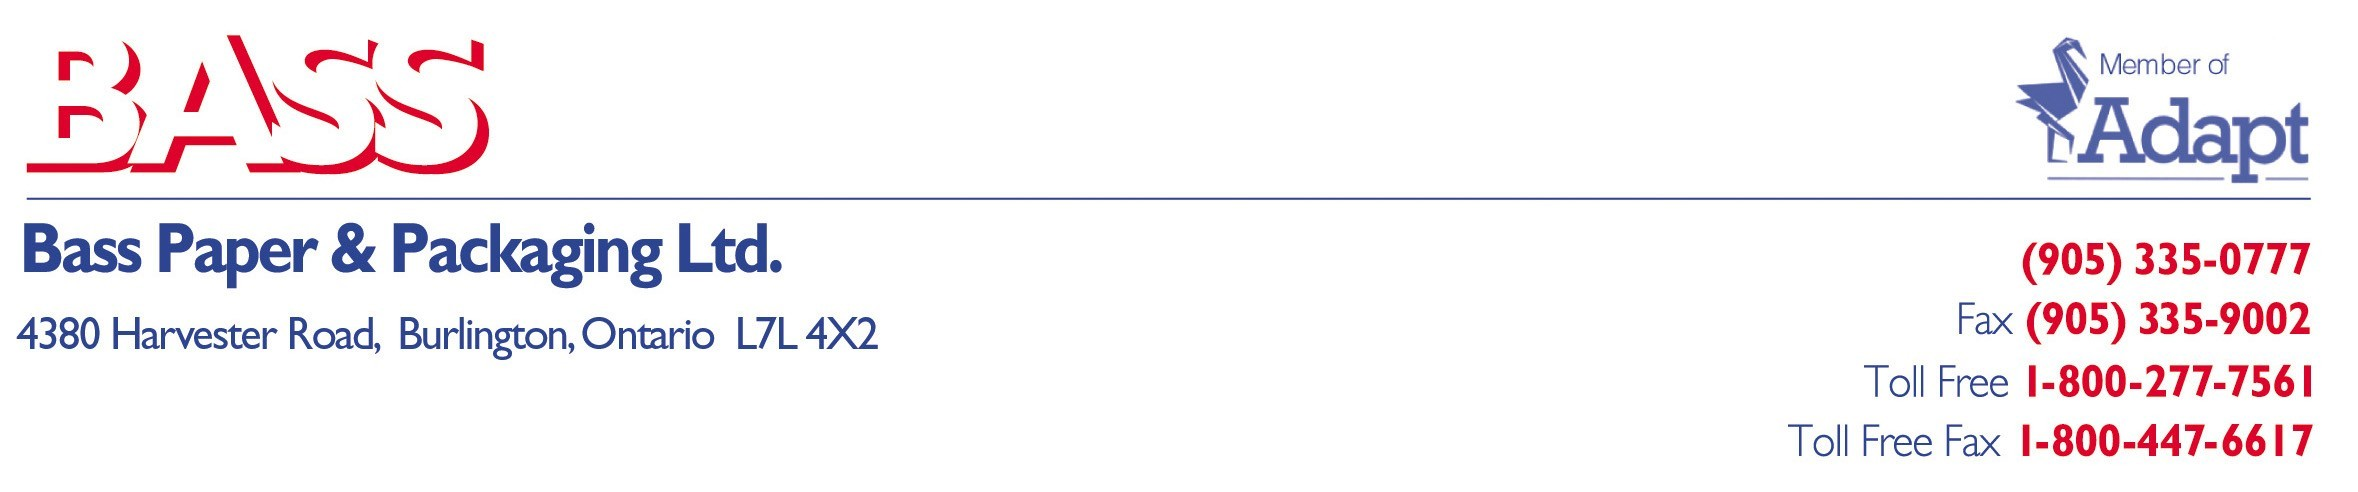 BASS
Member of
Adapt
Bass Paper & Packaging Ltd.
4380 Harvester Road, Burlington, Ontario L7L 4X2
(905) 335-0777
Fax (905) 335-9002
Toll Free 1-800-277-7561
Toll Free Fax 1-800-447-6617